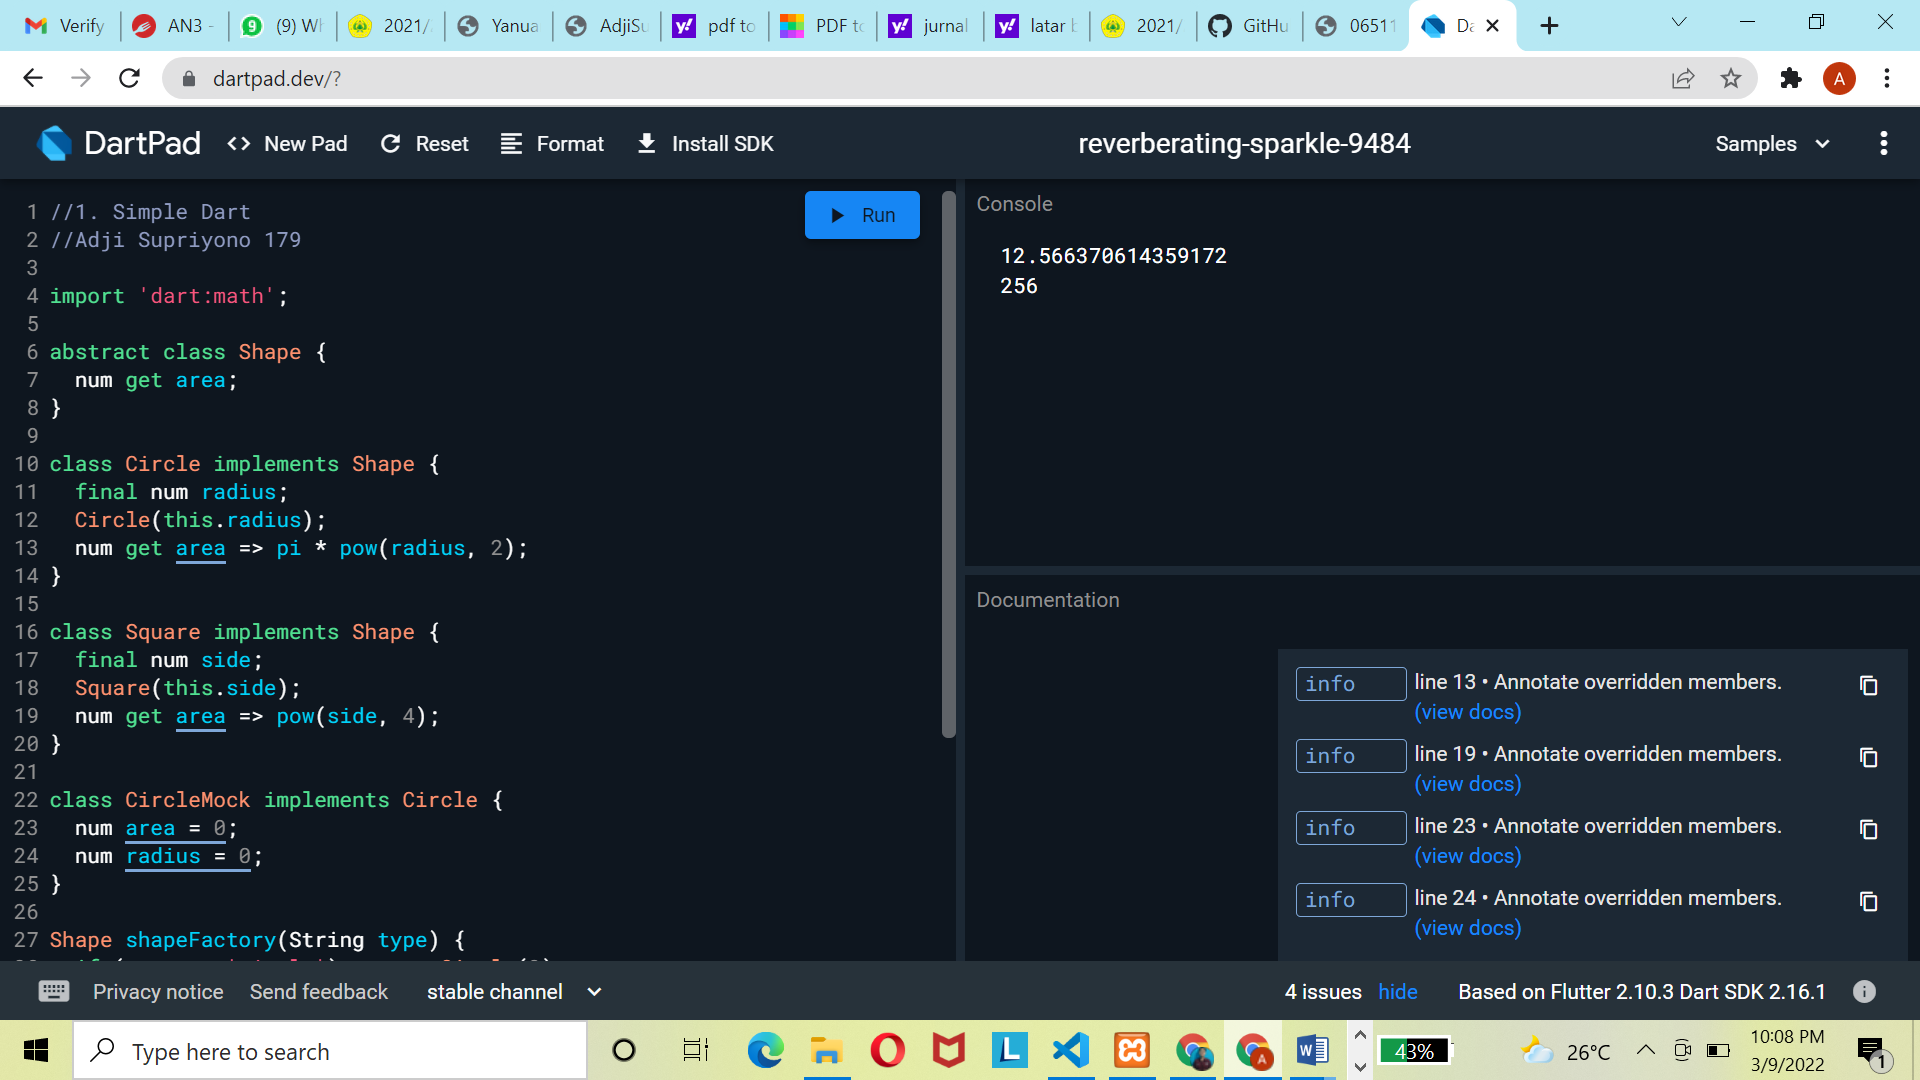 Verify
AN3 -
(9) Wh
2021/
Yanua
AdjiSu
pdf to
PDF to
jurnal
latar b
2021/
GitHu
06511
Da
dartpad.dev/?
A
DartPad
<> New Pad
Reset
Format
Install SDK
reverberating-sparkle-9484
Samples
Run
1 //1. Simple Dart
2 //Adji Supriyono 179
3
4 import 'dart:math';
5
6 abstract class Shape {
7 num get area;
8 }
9
10 class Circle implements Shape {
11 final num radius;
12 Circle(this.radius);
13 num get area => pi * pow(radius, 2);
14 }
15
16 class Square implements Shape {
17 final num side;
18 Square(this.side);
19 num get area => pow(side, 4);
20 }
21
22 class CircleMock implements Circle {
23 num area = 0;
24 num radius = 0;
25 }
26
27 Shape shapeFactory(String type) {
Console
12.566370614359172
256
Documentation
info line 13 • Annotate overridden members.
(view docs)
info line 19 • Annotate overridden members.
(view docs)
info line 23 • Annotate overridden members.
(view docs)
info line 24 • Annotate overridden members.
(view docs)
Privacy notice
Send feedback
stable channel
4 issues hide
Based on Flutter 2.10.3 Dart SDK 2.16.1
Type here to search
43%
26°C
10:08 PM
3/9/2022
1